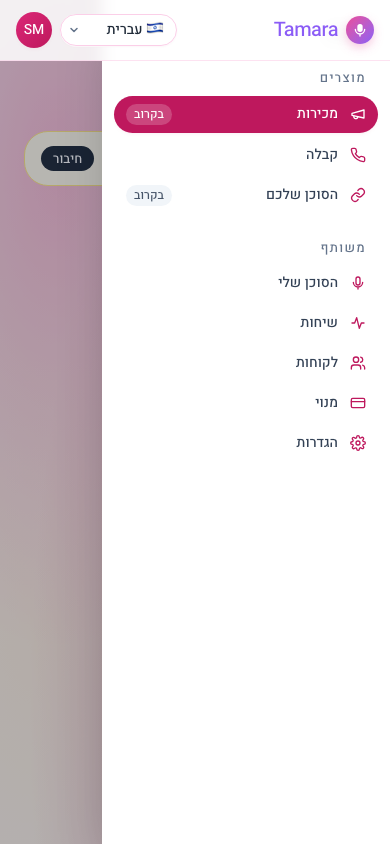 Tamara
עברית
SM
מוצרים
מכירות בקרוב
קבלה
הסוכן שלכם בקרוב
משותף
הסוכן שלי
שיחות
לקוחות
מנוי
הגדרות
חיבור